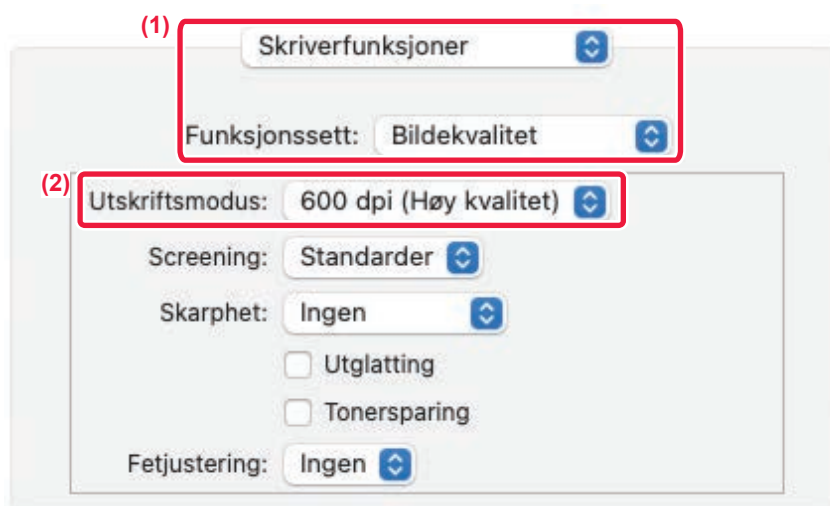 (1)
Skriverfunksjoner
Funksjonssett: Bildekvalitet
(2)
Utskriftsmodus: 600 dpi (Høy kvalitet)
Screening: Standarder
Skarphet: Ingen
Utglatting
Tonersparing
Fetjustering: Ingen